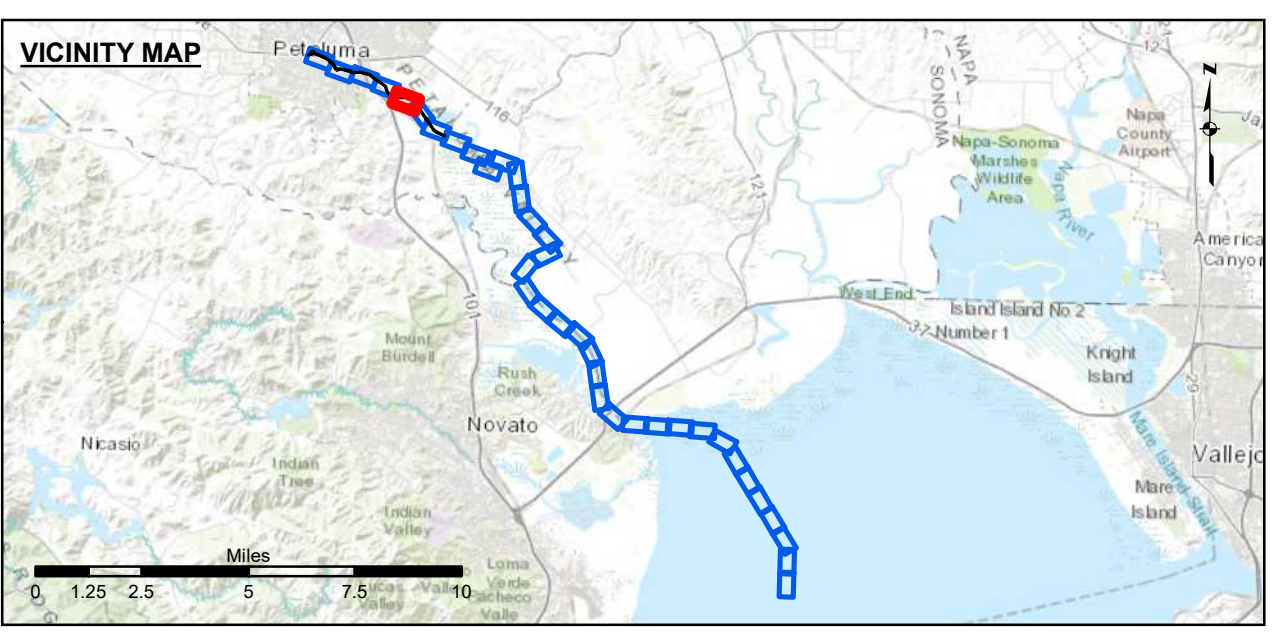 VICINITY MAP
Petaluma
PETAL
116
12
NAPA
SONOMA
Napa
County
Airport
Napa-Sonoma
Marshes
Wildlife
Area
Napa River
121
America
Canyon
West End
Island Island No 2
Number 1
37
Knight
Island
29
101
Mount
Burdell
Rush
Creek
Novato
Nicasio
Indian
Tree
Indian
Valley
Mare Island Strait
Vallejo
Mare
Island
Loma
Verde
Pacheco
Valle
Lucas Valley
Miles
0 1.25 2.5 5 7.5 10
N